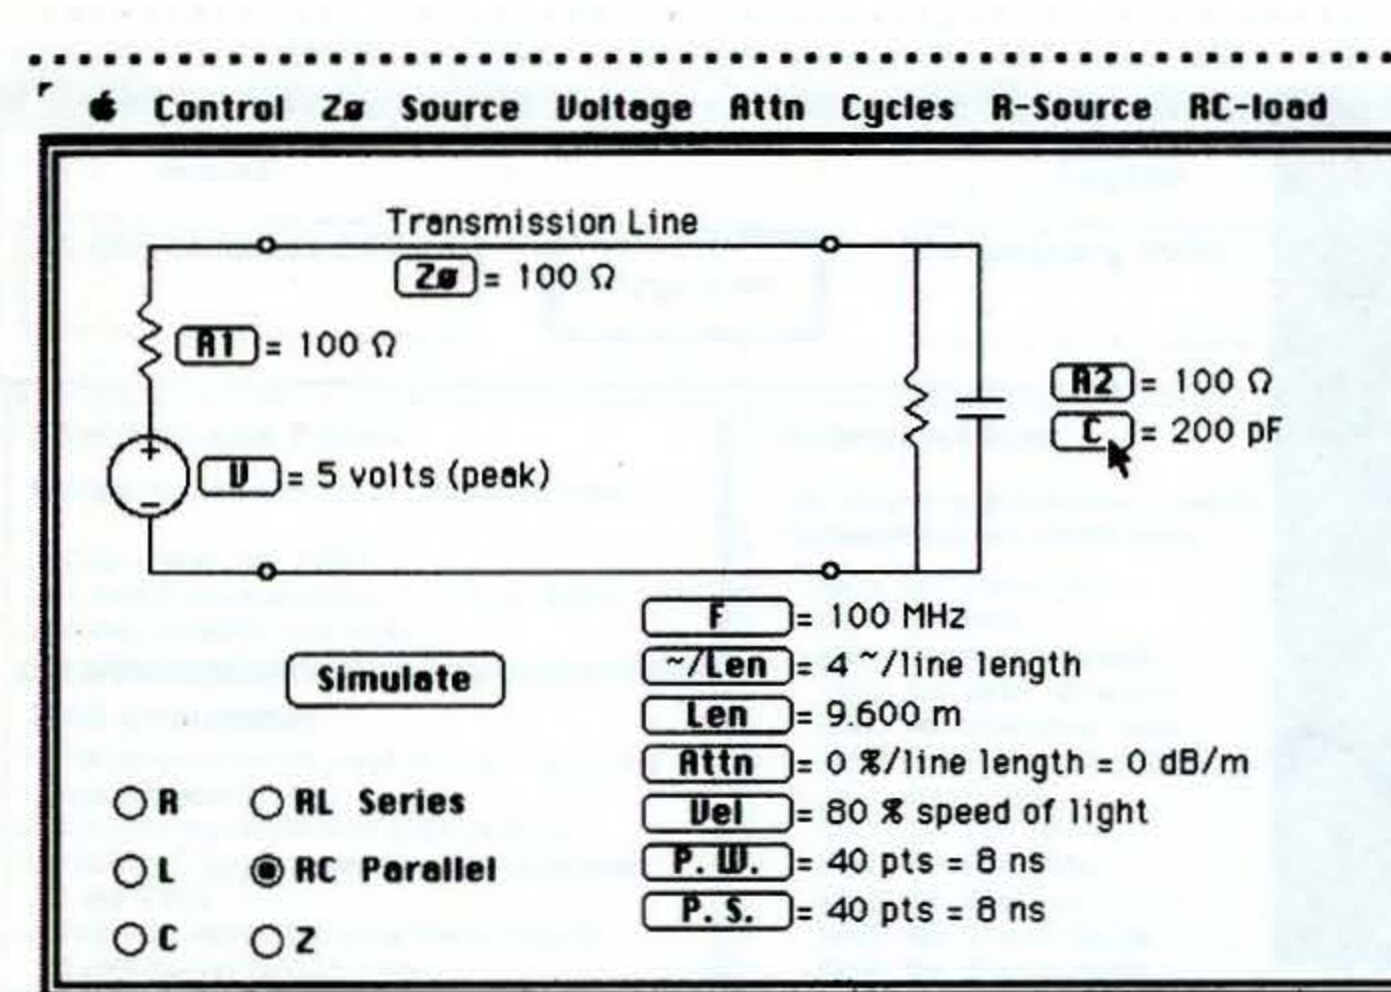 Control Zø Source Voltage Attn Cycles R-Source RC-load
Transmission Line
Zø = 100 Ω
R1 = 100 Ω
R2 = 100 Ω
C = 200 pF
+
V = 5 volts (peak)
−
F = 100 MHz
~/Len = 4 ~/line length
Simulate
Len = 9.600 m
Attn = 0 %/line length = 0 dB/m
R RL Series
Vel = 80 % speed of light
L RC Parallel
P.W. = 40 pts = 8 ns
P.S. = 40 pts = 8 ns
C Z